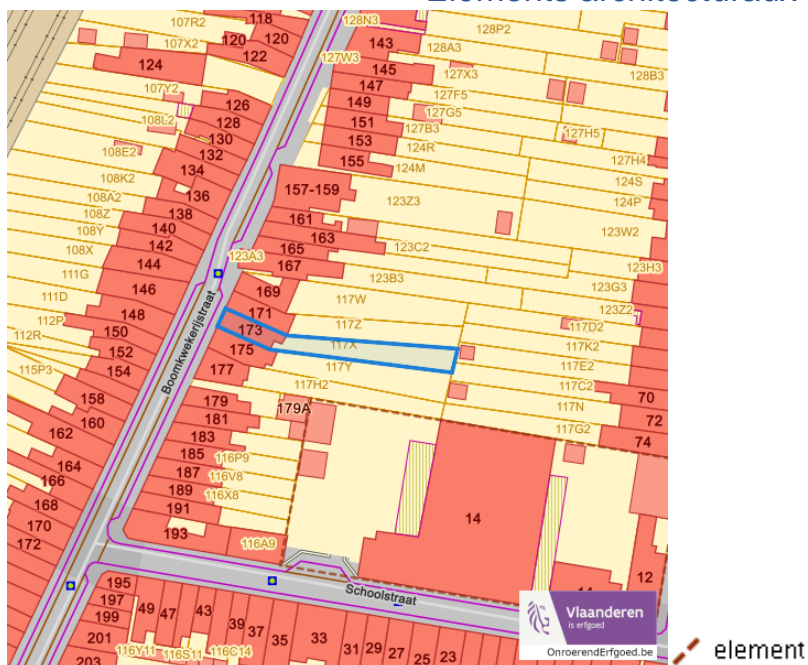 107R2 118 128N3 128P2
107X2 120 120 127W3 143 128A3
124 122 145 127X3 128B3
107Y2 126 147 127F5
108L2 128 149 127G5
130 151 127B3 127H5
108E2 132 153 124R
134 155 124M 127H4
108K2 136 124S
108A2 157-159 124P
108Z 138 123Z3
108Y 140 161 123W2
108X 142 163 123C2
144 123A3 165 123H3
111G 167 123B3 123G3
146 169 117W 123Z2
111D 148 171 117Z 117D2
112P 150 173 117X 117K2
112R 152 175 117Y 117E2
115P3 154 177 117H2 117C2
Boomkwekerijstraat
158 179 179A 117N 70
160 181 72
162 183 116P9 117G2 74
164 185 116V8
166 187 116X8
168 189 14
170 191
172 193 116A9
Schoolstraat 12
195
197 49 47 43 39 37 35 33 31 29 27 25 23
199
201
203 116Y11 116S11 116C14
Vlaanderen
is erfgoed
OnroerendErfgoed.be
element